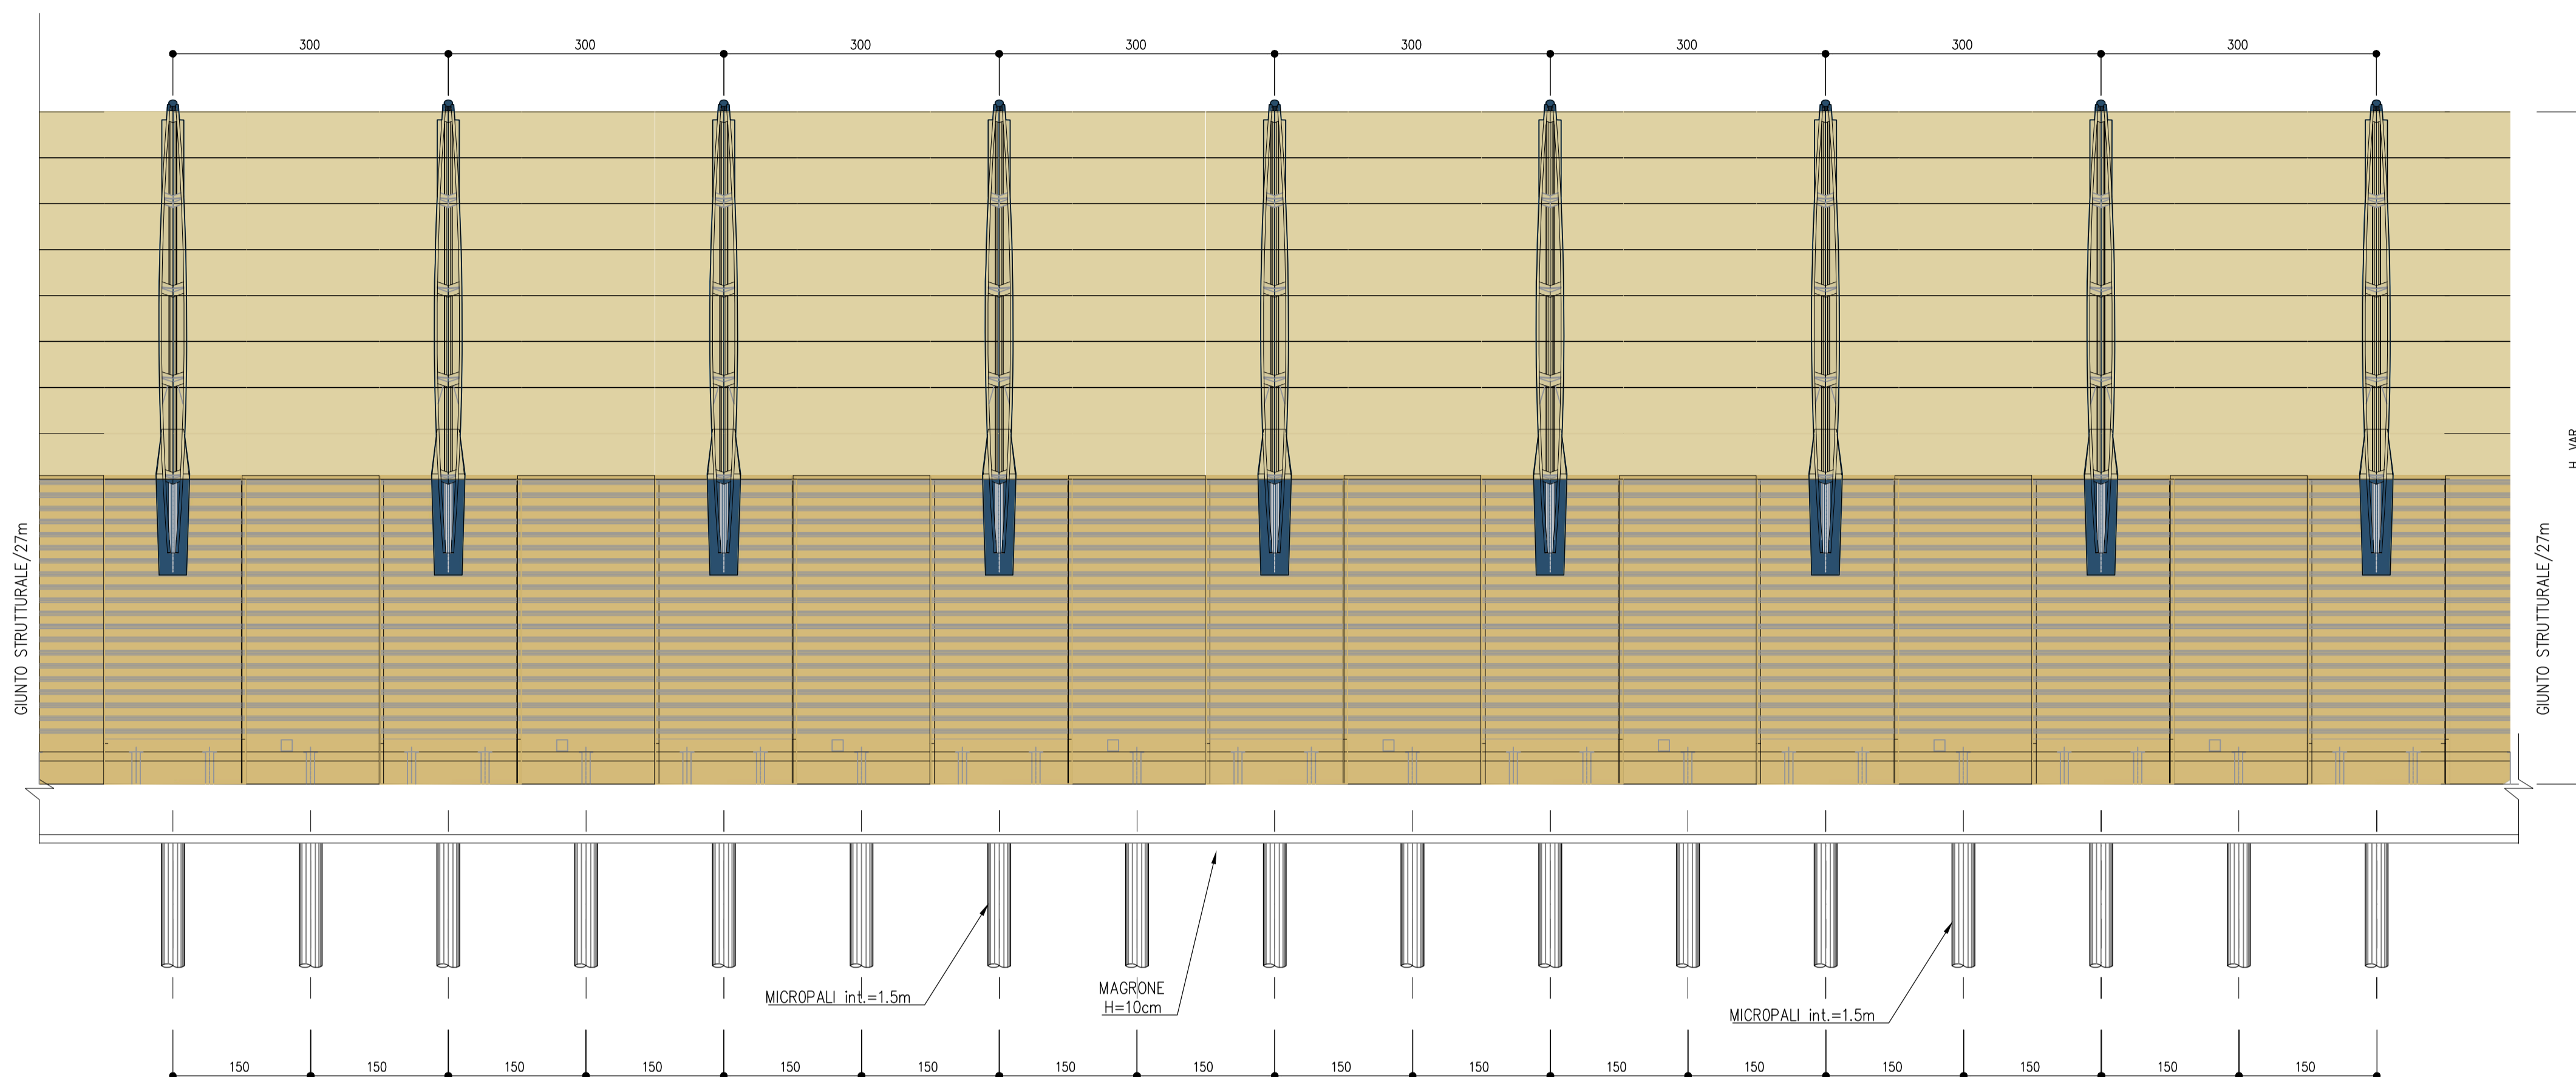 300 300 300 300 300 300 300 300
GIUNTO STRUTTURALE/27m
GIUNTO STRUTTURALE/27m
H VAR
MICROPALI int.=1.5m
MAGRONE
H=10cm
MICROPALI int.=1.5m
150 150 150 150 150 150 150 150 150 150 150 150 150 150 150 150